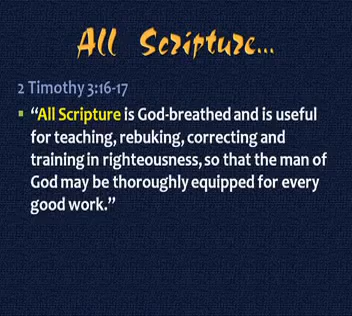 All Scripture...
2 Timothy 3:16-17
“All Scripture is God-breathed and is useful
for teaching, rebuking, correcting and
training in righteousness, so that the man of
God may be thoroughly equipped for every
good work.”